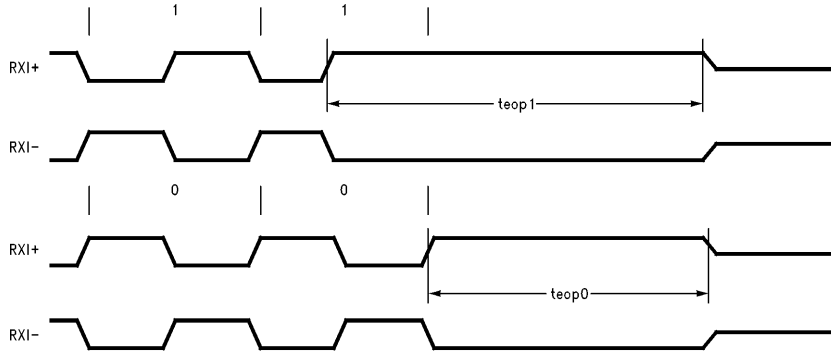 1 1
RXI+
teop1
RXI-
0 0
RXI+
teop0
RXI-